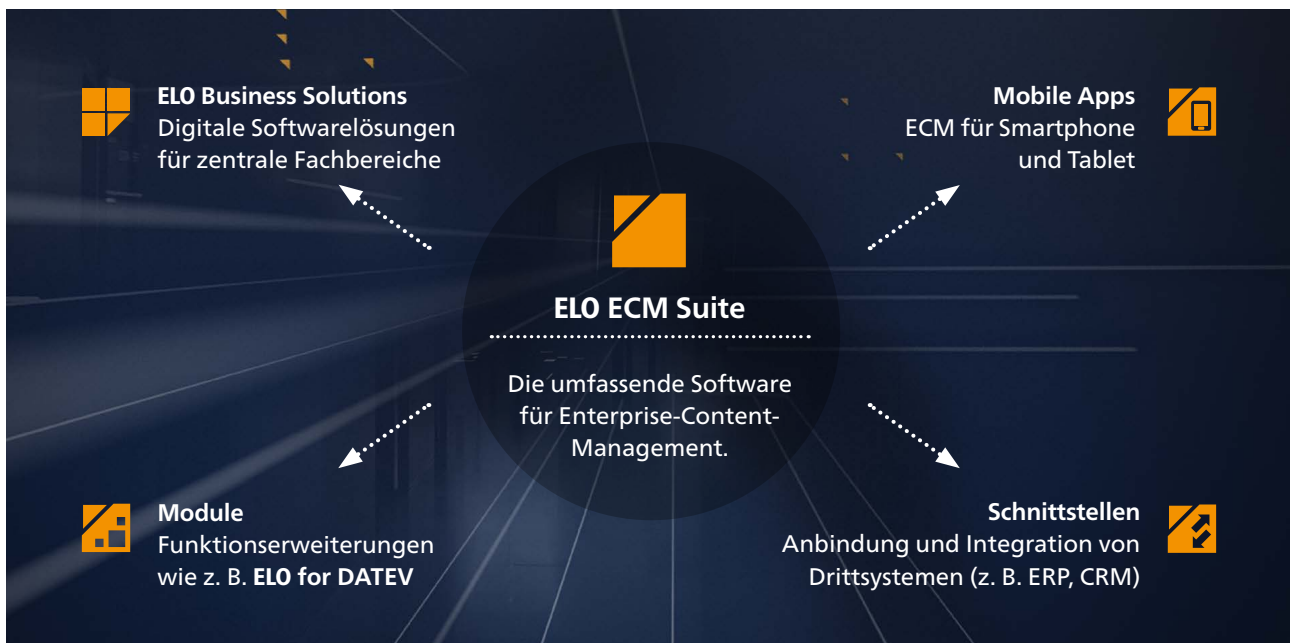 ELO Business Solutions
Digitale Softwarelösungen
für zentrale Fachbereiche
Mobile Apps
ECM für Smartphone
und Tablet
ELO ECM Suite
Die umfassende Software
für Enterprise-Content-
Management.
Module
Funktionserweiterungen
wie z. B. ELO for DATEV
Schnittstellen
Anbindung und Integration von
Drittsystemen (z. B. ERP, CRM)